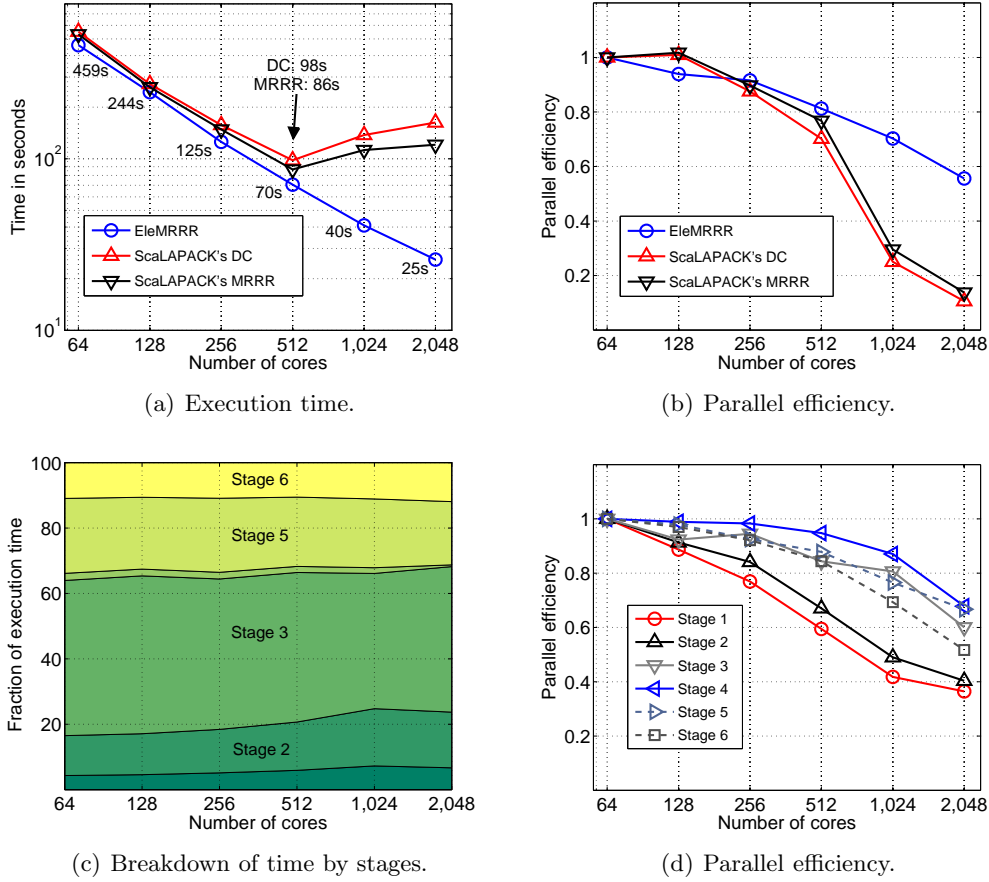 Time in seconds
10²
10¹
459s
244s
125s
DC: 98s
MRRR: 86s
70s
40s
25s
EleMRRR
ScaLAPACK's DC
ScaLAPACK's MRRR
64 128 256 512 1,024 2,048
Number of cores
(a) Execution time.
Parallel efficiency
1
0.8
0.6
0.4
0.2
EleMRRR
ScaLAPACK's DC
ScaLAPACK's MRRR
64 128 256 512 1,024 2,048
Number of cores
(b) Parallel efficiency.
Fraction of execution time
100
80
60
40
20
Stage 6
Stage 5
Stage 3
Stage 2
64 128 256 512 1,024 2,048
Number of cores
(c) Breakdown of time by stages.
Parallel efficiency
1
0.8
0.6
0.4
0.2
Stage 1
Stage 2
Stage 3
Stage 4
Stage 5
Stage 6
64 128 256 512 1,024 2,048
Number of cores
(d) Parallel efficiency.